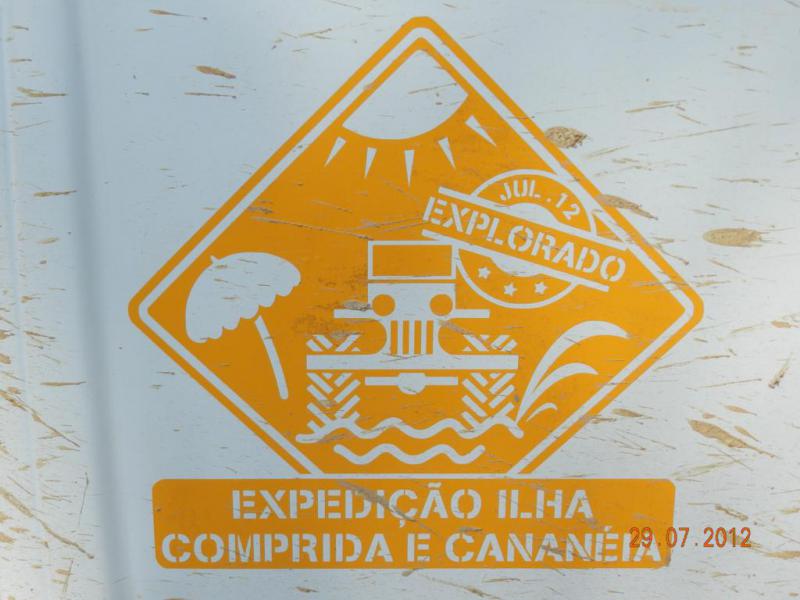 JUL.12
EXPLORADO
EXPEDIÇÃO ILHA
COMPRIDA E CANANÉIA
29.07.2012